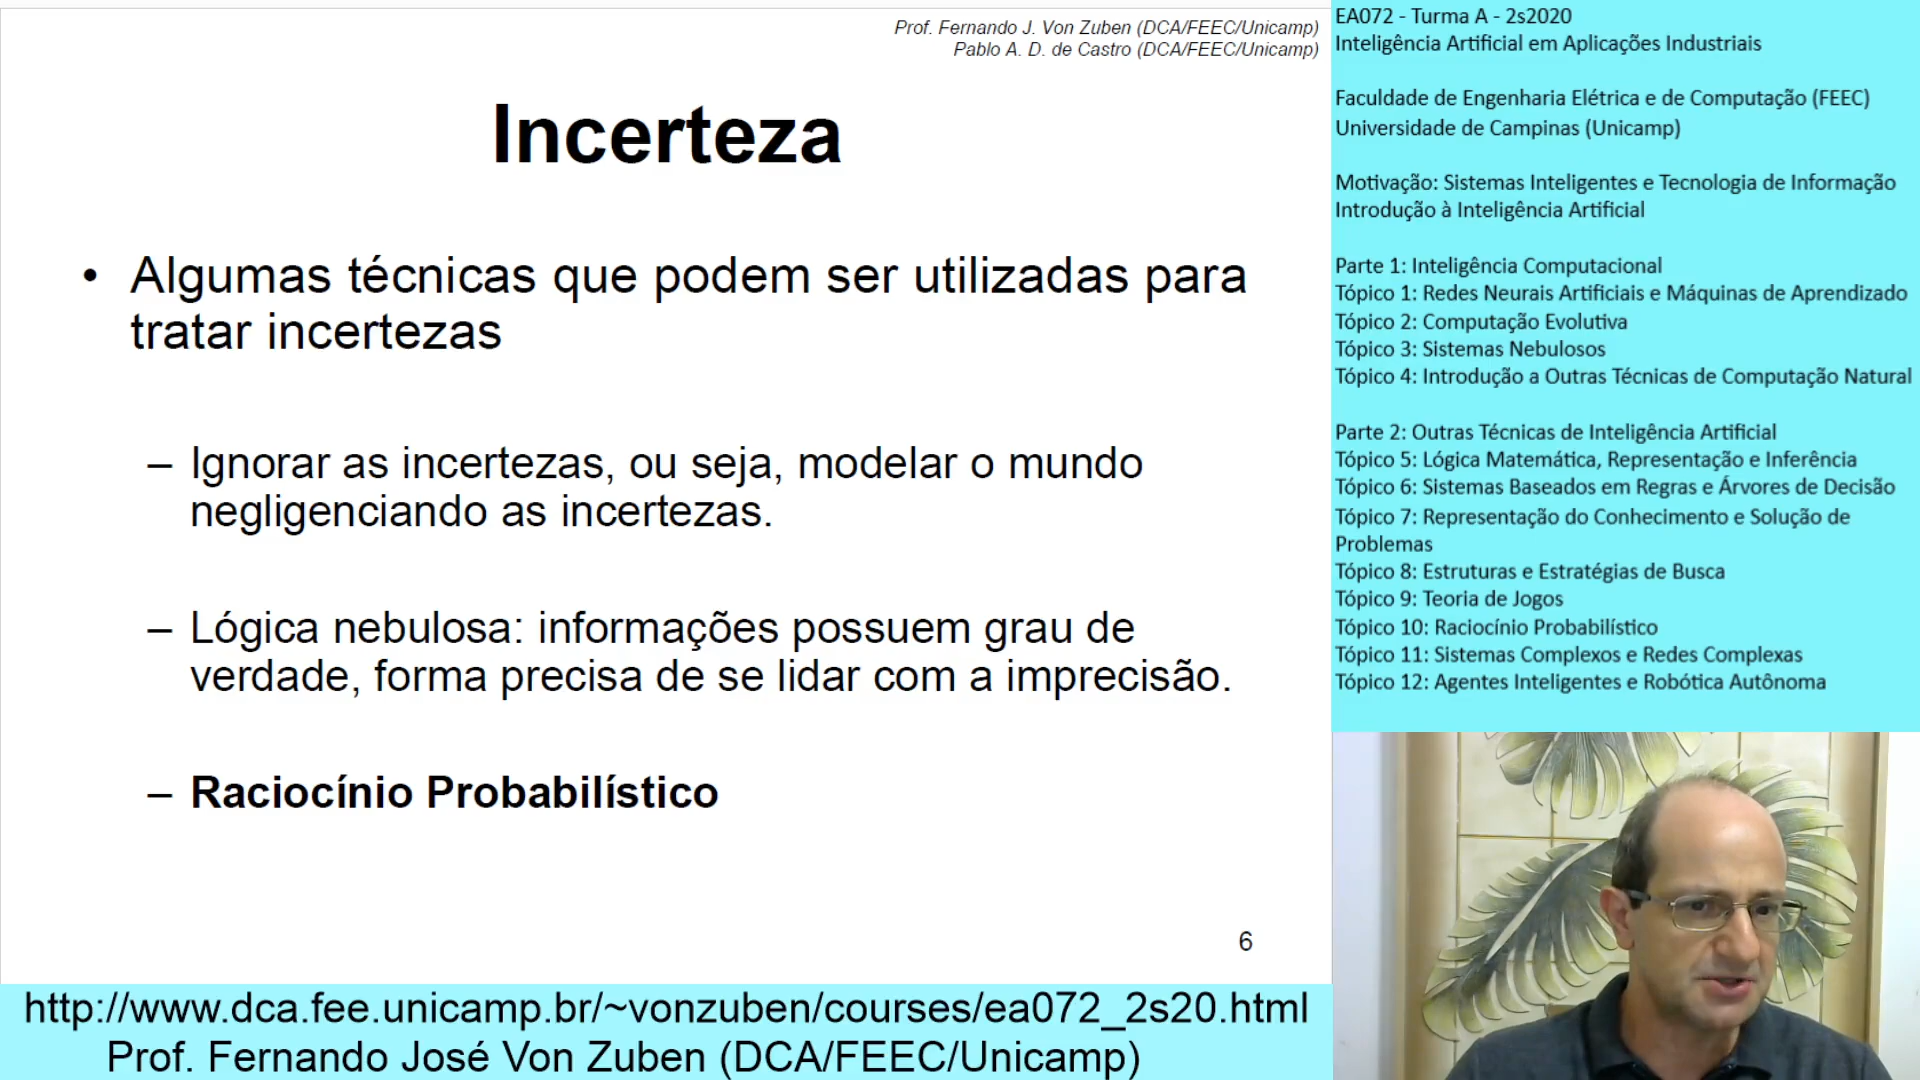 Prof. Fernando J. Von Zuben (DCA/FEEC/Unicamp)
Pablo A. D. de Castro (DCA/FEEC/Unicamp)
Incerteza
• Algumas técnicas que podem ser utilizadas para
tratar incertezas
– Ignorar as incertezas, ou seja, modelar o mundo
negligenciando as incertezas.
– Lógica nebulosa: informações possuem grau de
verdade, forma precisa de se lidar com a imprecisão.
– Raciocínio Probabilístico
6
http://www.dca.fee.unicamp.br/~vonzuben/courses/ea072_2s20.html
Prof. Fernando José Von Zuben (DCA/FEEC/Unicamp)
EA072 - Turma A - 2s2020
Inteligência Artificial em Aplicações Industriais
Faculdade de Engenharia Elétrica e de Computação (FEEC)
Universidade de Campinas (Unicamp)
Motivação: Sistemas Inteligentes e Tecnologia de Informação
Introdução à Inteligência Artificial
Parte 1: Inteligência Computacional
Tópico 1: Redes Neurais Artificiais e Máquinas de Aprendizado
Tópico 2: Computação Evolutiva
Tópico 3: Sistemas Nebulosos
Tópico 4: Introdução a Outras Técnicas de Computação Natural
Parte 2: Outras Técnicas de Inteligência Artificial
Tópico 5: Lógica Matemática, Representação e Inferência
Tópico 6: Sistemas Baseados em Regras e Árvores de Decisão
Tópico 7: Representação do Conhecimento e Solução de
Problemas
Tópico 8: Estruturas e Estratégias de Busca
Tópico 9: Teoria de Jogos
Tópico 10: Raciocínio Probabilístico
Tópico 11: Sistemas Complexos e Redes Complexas
Tópico 12: Agentes Inteligentes e Robótica Autônoma